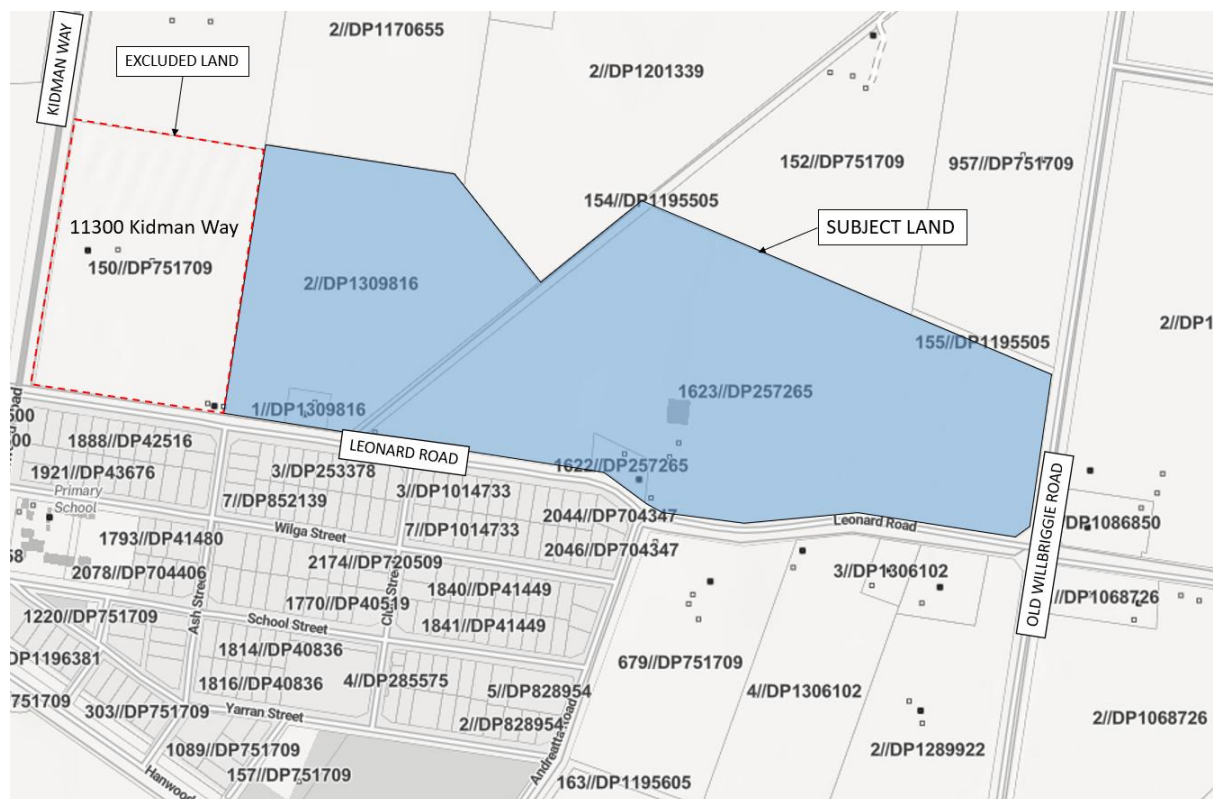 KIDMAN WAY
EXCLUDED LAND
2//DP1170655
2//DP1201339
152//DP751709
957//DP751709
154//DP1195505
SUBJECT LAND
11300 Kidman Way
150//DP751709
2//DP1309816
155//DP1195505
2//DP1
1623//DP257265
1//DP1309816
Road
500
00
1888//DP42516
LEONARD ROAD
1921//DP43676
3//DP253378
1622//DP257265
Primary
School
7//DP852139
3//DP1014733
2044//DP704347
Leonard Road
DP1086850
Wilga Street
7//DP1014733
1793//DP41480
2046//DP704347
68
2078//DP704406
2174//DP720509
3//DP1306102
OLD WILLBRIGGIE ROAD
Ash Street
1770//DP40519
1840//DP41449
/DP1068726
1220//DP751709
School Street
1841//DP41449
1814//DP40836
DP1196381
679//DP751709
1816//DP40836
4//DP285575
5//DP828954
4//DP1306102
751709
303//DP751709
Yarran Street
2//DP828954
2//DP1068726
1089//DP751709
Andreatta Road
2//DP1289922
Hanwood
157//DP751709
163//DP1195605